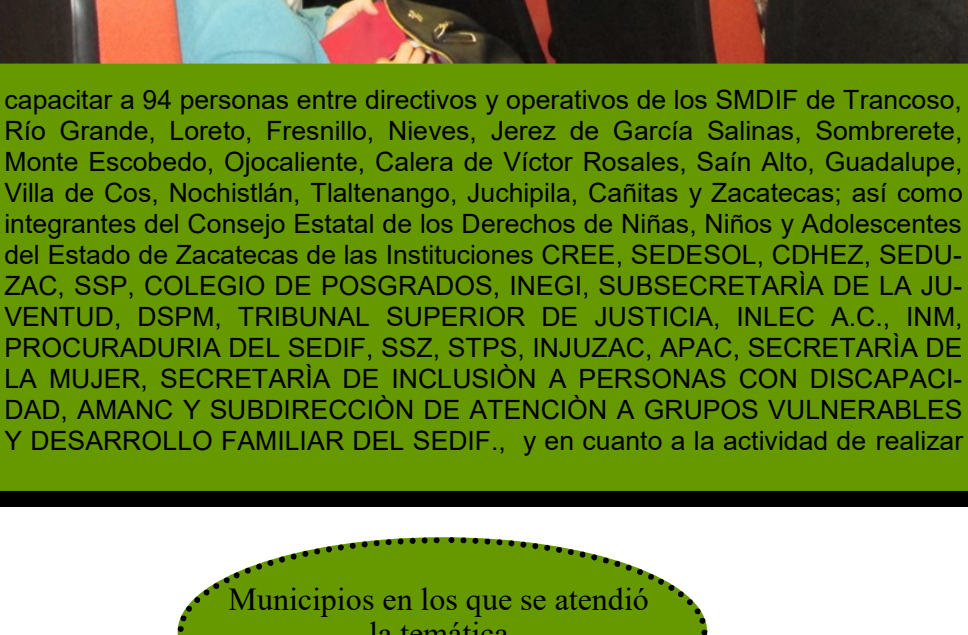 capacitar a 94 personas entre directivos y operativos de los SMDIF de Trancoso,
Río Grande, Loreto, Fresnillo, Nieves, Jerez de García Salinas, Sombrerete,
Monte Escobedo, Ojocaliente, Calera de Víctor Rosales, Saín Alto, Guadalupe,
Villa de Cos, Nochistlán, Tlaltenango, Juchipila, Cañitas y Zacatecas; así como
integrantes del Consejo Estatal de los Derechos de Niñas, Niños y Adolescentes
del Estado de Zacatecas de las Instituciones CREE, SEDESOL, CDHEZ, SEDU-
ZAC, SSP, COLEGIO DE POSGRADOS, INEGI, SUBSECRETARÌA DE LA JU-
VENTUD, DSPM, TRIBUNAL SUPERIOR DE JUSTICIA, INLEC A.C., INM,
PROCURADURIA DEL SEDIF, SSZ, STPS, INJUZAC, APAC, SECRETARÌA DE
LA MUJER, SECRETARÌA DE INCLUSIÒN A PERSONAS CON DISCAPACI-
DAD, AMANC Y SUBDIRECCIÒN DE ATENCIÒN A GRUPOS VULNERABLES
Y DESARROLLO FAMILIAR DEL SEDIF., y en cuanto a la actividad de realizar
Municipios en los que se atendió
la temática